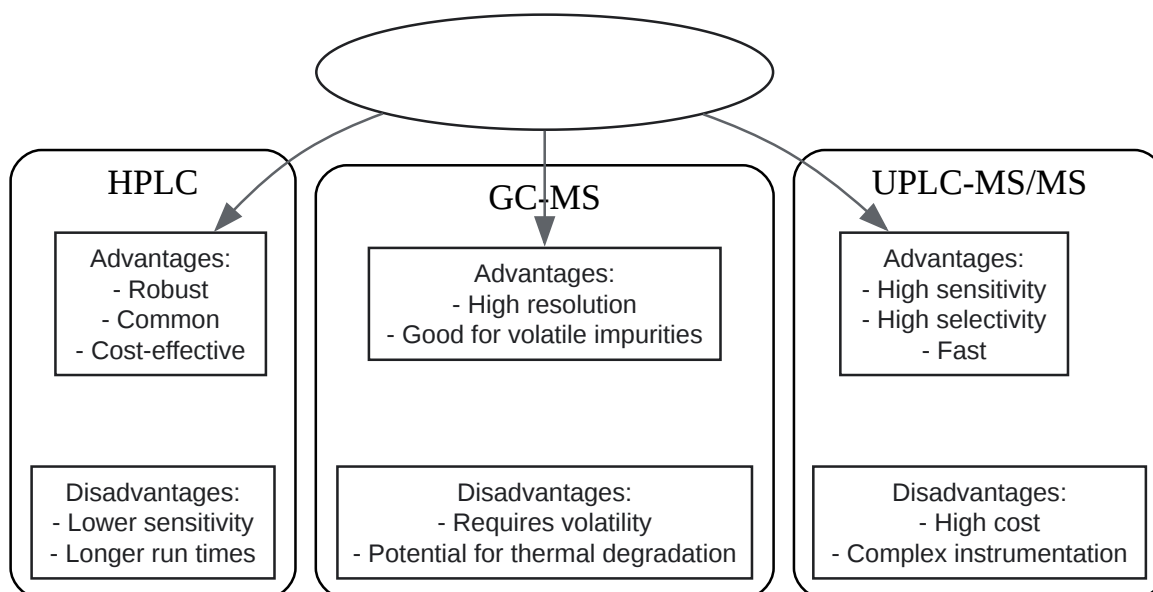 HPLC
Advantages:
- Robust
- Common
- Cost-effective
Disadvantages:
- Lower sensitivity
- Longer run times
GC-MS
Advantages:
- High resolution
- Good for volatile impurities
Disadvantages:
- Requires volatility
- Potential for thermal degradation
UPLC-MS/MS
Advantages:
- High sensitivity
- High selectivity
- Fast
Disadvantages:
- High cost
- Complex instrumentation